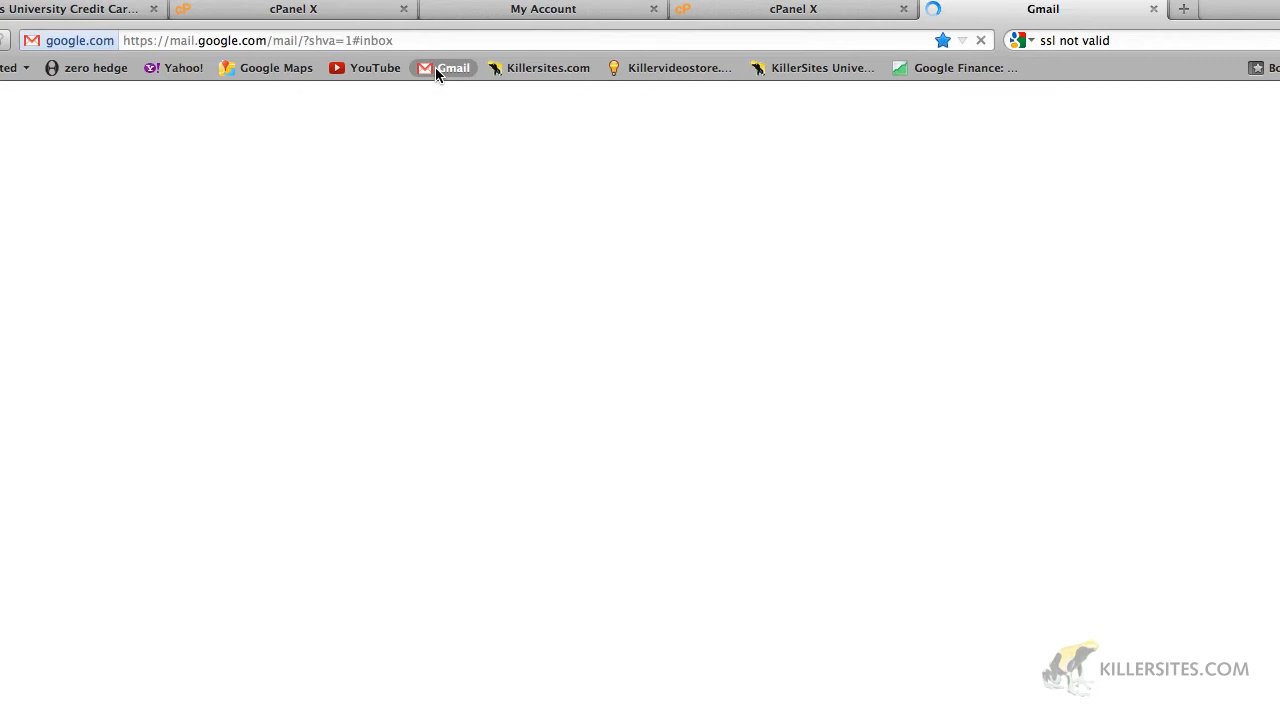 s University Credit Car...
cPanel X
My Account
cPanel X
Gmail
google.com https://mail.google.com/mail/?shva=1#inbox
ssl not valid
ted
zero hedge
Yahoo!
Google Maps
YouTube
Gmail
Killersites.com
Killervideostore....
KillerSites Unive...
Google Finance: ...
Bo
KILLERSITES.COM